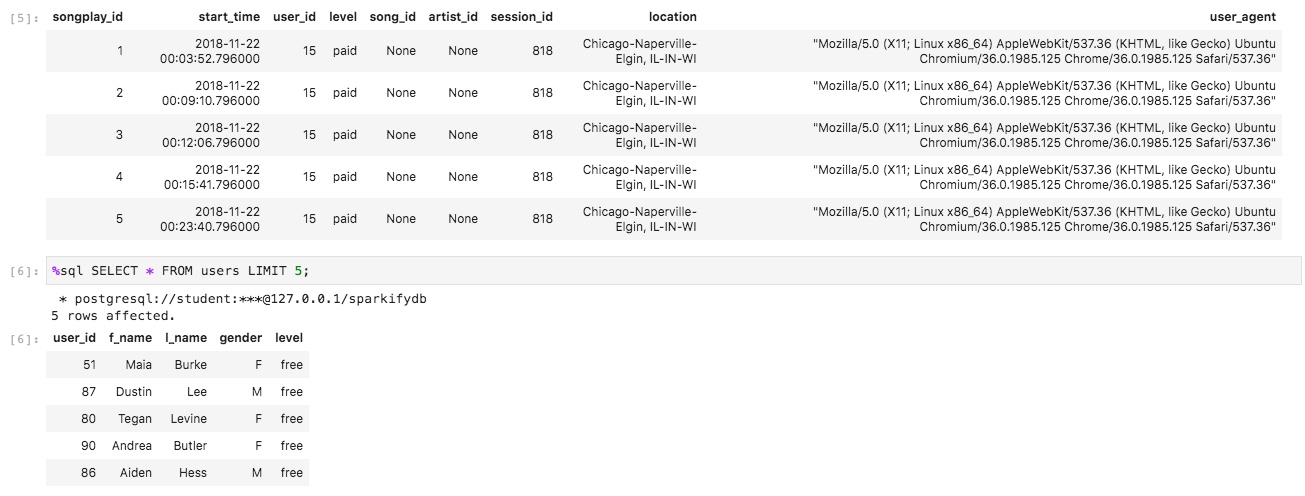 [5]: songplay_id start_time user_id level song_id artist_id session_id location user_agent
1 2018-11-22 00:03:52.796000 15 paid None None 818 Chicago-Naperville-Elgin, IL-IN-WI "Mozilla/5.0 (X11; Linux x86_64) AppleWebKit/537.36 (KHTML, like Gecko) Ubuntu Chromium/36.0.1985.125 Chrome/36.0.1985.125 Safari/537.36"
2 2018-11-22 00:09:10.796000 15 paid None None 818 Chicago-Naperville-Elgin, IL-IN-WI "Mozilla/5.0 (X11; Linux x86_64) AppleWebKit/537.36 (KHTML, like Gecko) Ubuntu Chromium/36.0.1985.125 Chrome/36.0.1985.125 Safari/537.36"
3 2018-11-22 00:12:06.796000 15 paid None None 818 Chicago-Naperville-Elgin, IL-IN-WI "Mozilla/5.0 (X11; Linux x86_64) AppleWebKit/537.36 (KHTML, like Gecko) Ubuntu Chromium/36.0.1985.125 Chrome/36.0.1985.125 Safari/537.36"
4 2018-11-22 00:15:41.796000 15 paid None None 818 Chicago-Naperville-Elgin, IL-IN-WI "Mozilla/5.0 (X11; Linux x86_64) AppleWebKit/537.36 (KHTML, like Gecko) Ubuntu Chromium/36.0.1985.125 Chrome/36.0.1985.125 Safari/537.36"
5 2018-11-22 00:23:40.796000 15 paid None None 818 Chicago-Naperville-Elgin, IL-IN-WI "Mozilla/5.0 (X11; Linux x86_64) AppleWebKit/537.36 (KHTML, like Gecko) Ubuntu Chromium/36.0.1985.125 Chrome/36.0.1985.125 Safari/537.36"
[6]: %sql SELECT * FROM users LIMIT 5;
* postgresql://student:***@127.0.0.1/sparkifydb
5 rows affected.
[6]: user_id f_name l_name gender level
51 Maia Burke F free
87 Dustin Lee M free
80 Tegan Levine F free
90 Andrea Butler F free
86 Aiden Hess M free